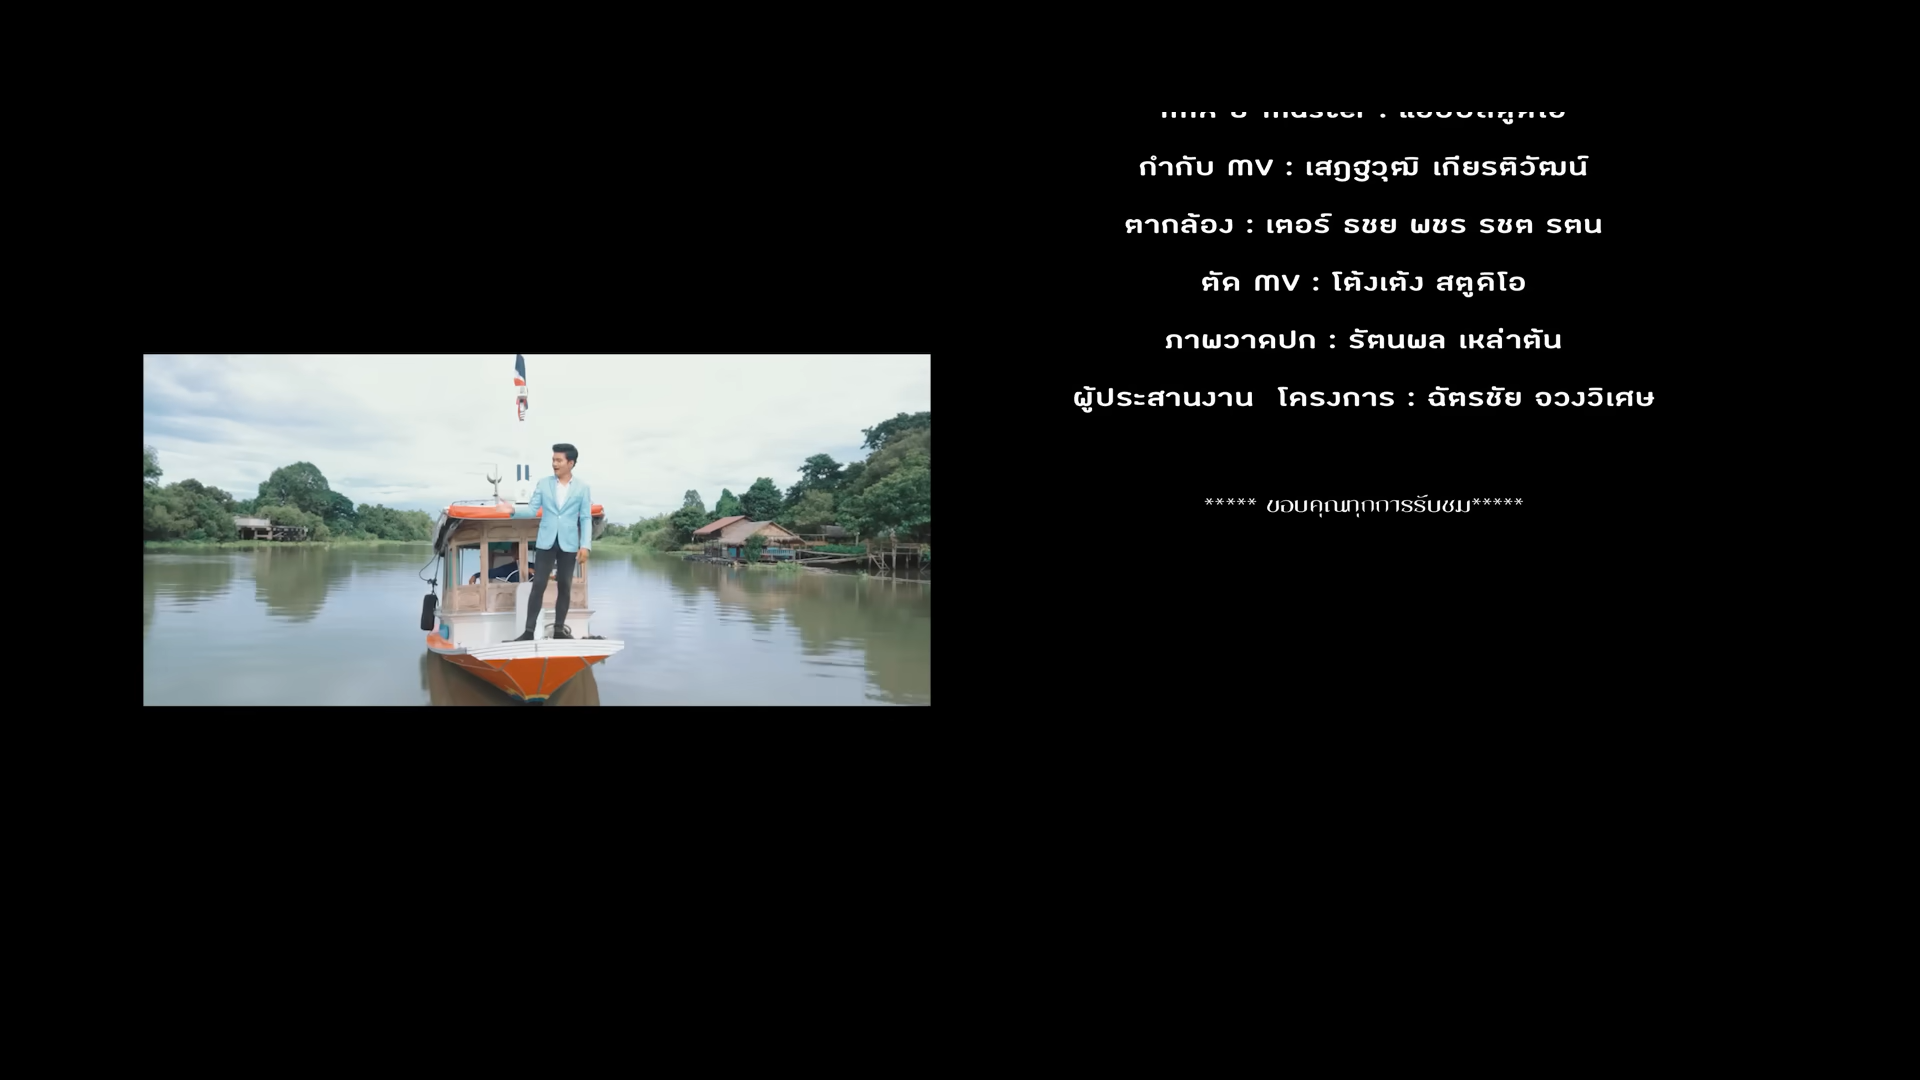 กำกับ MV : เสฎฐวุฒิ เกียรติวัฒน์
ตากล้อง : เตอร์ ธชย พชร รชต รตน
ตัด MV : โต้งเต้ง สตูดิโอ
ภาพวาดปก : รัตนพล เหล่าต้น
ผู้ประสานงาน โครงการ : ฉัตรชัย จวงวิเศษ
***** ขอบคุณทุกการรับชม*****